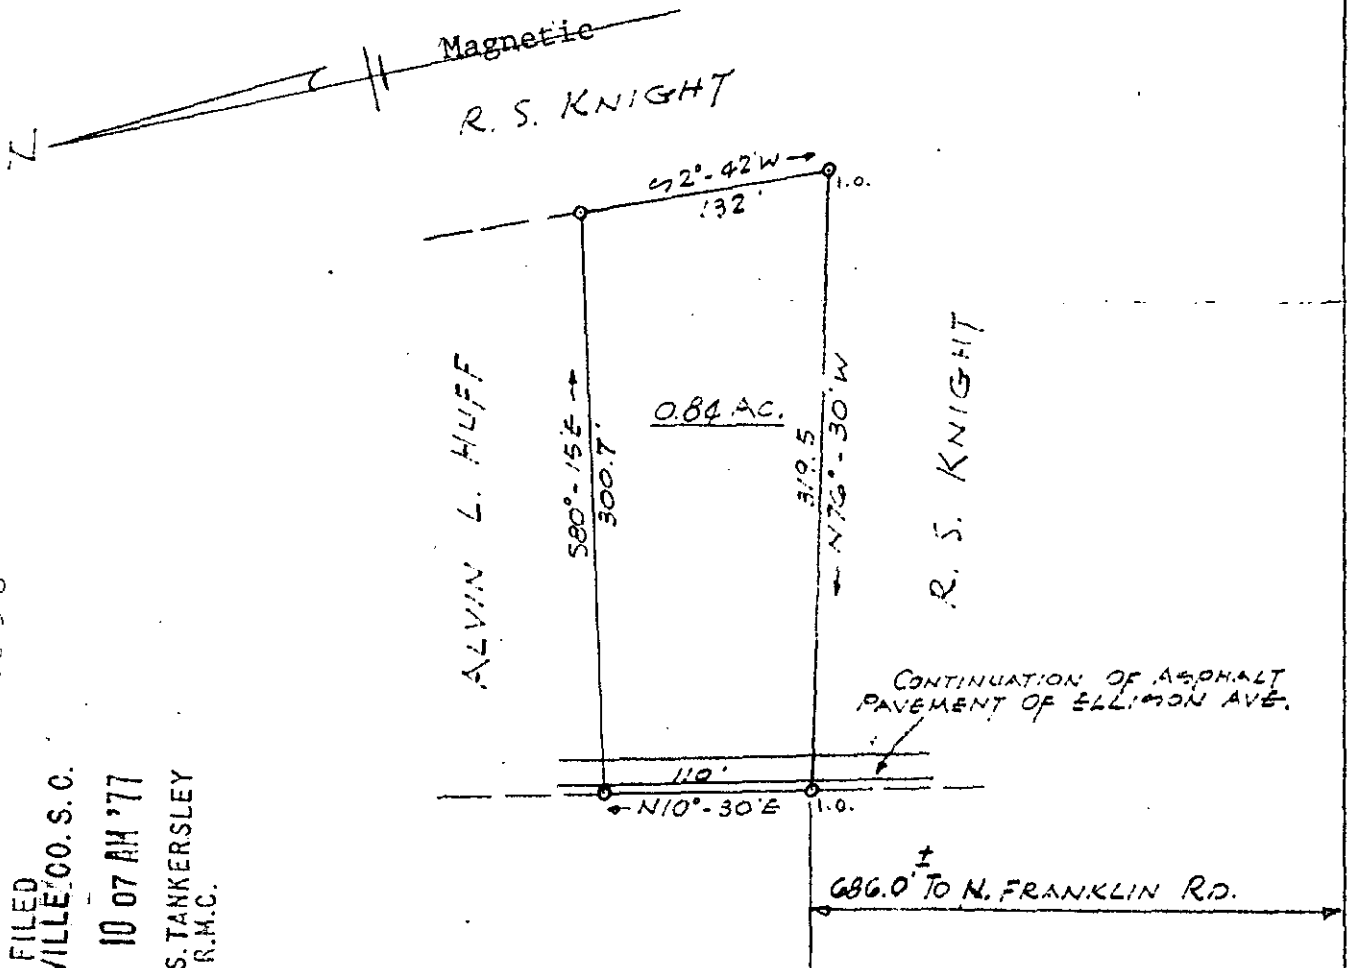 Magnetic
N
R. S. KNIGHT
S2°-42'W →
132'
I.O.
ALVIN L. HUFF
S80°-15'E →
300.7'
0.84 AC.
319.5
← N76°-30'W
R. S. KNIGHT
CONTINUATION OF ASPHALT
PAVEMENT OF ELLISON AVE.
110'
← N10°-30'E
I.O.
686.0'± TO N. FRANKLIN RD.
FILED
VILLE CO. S. C.
10 07 AM '77
S. TANKERSLEY
R.M.C.